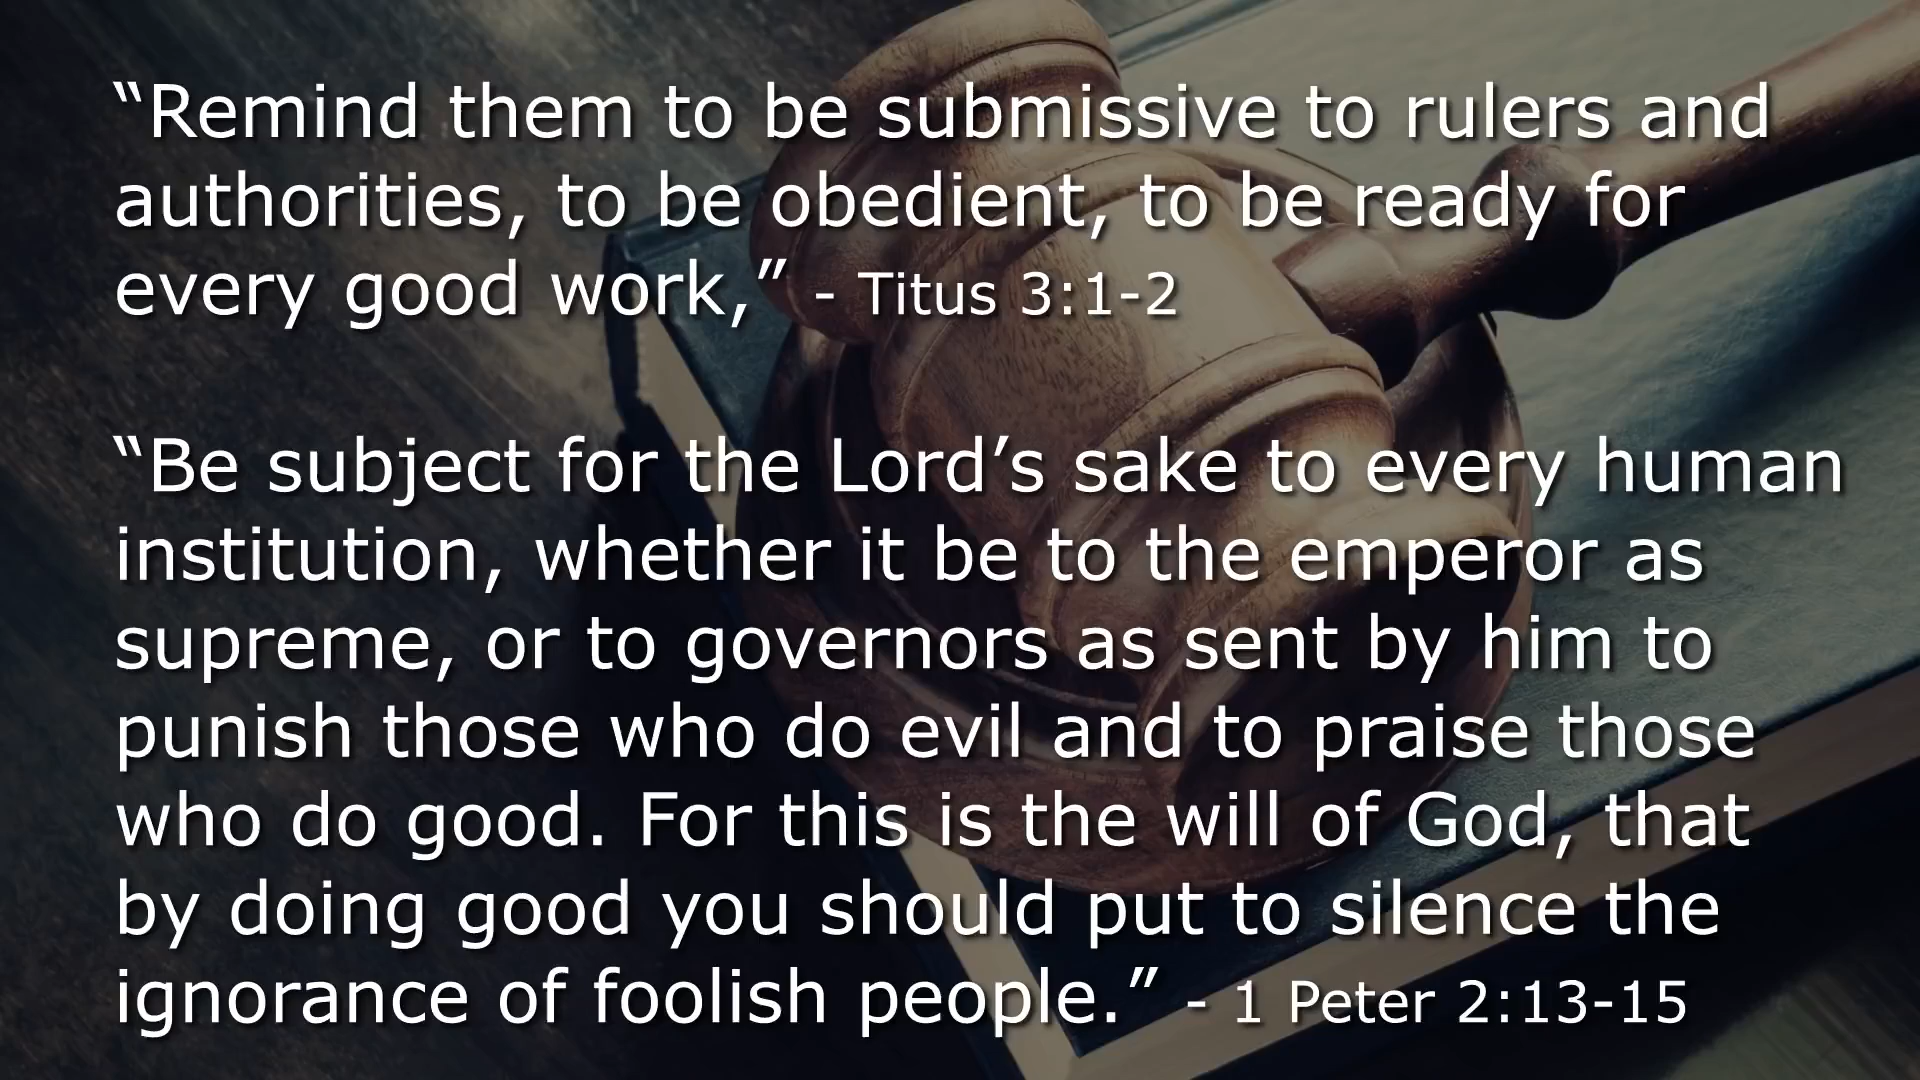 “Remind them to be submissive to rulers and
authorities, to be obedient, to be ready for
every good work,” - Titus 3:1-2
“Be subject for the Lord’s sake to every human
institution, whether it be to the emperor as
supreme, or to governors as sent by him to
punish those who do evil and to praise those
who do good. For this is the will of God, that
by doing good you should put to silence the
ignorance of foolish people.” - 1 Peter 2:13-15